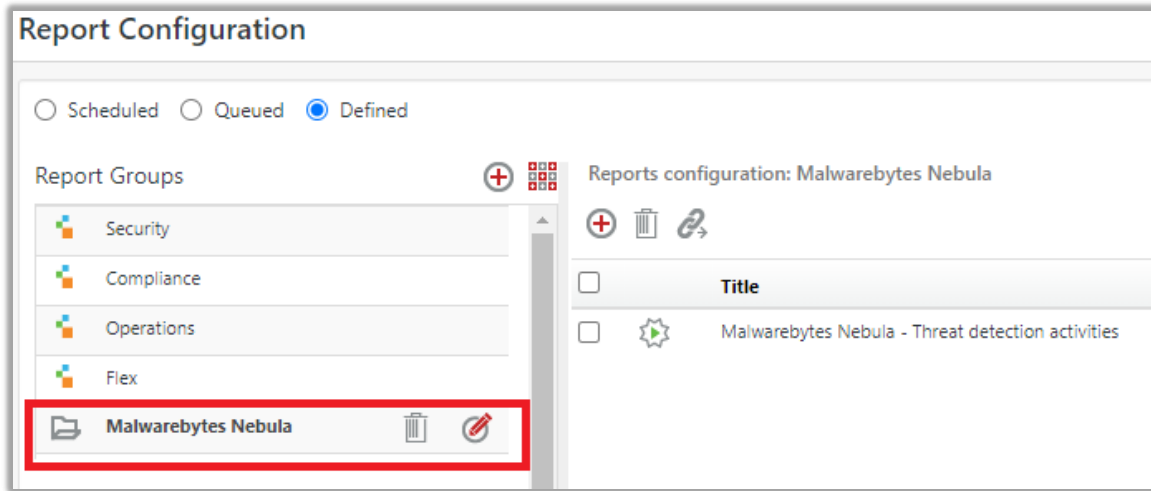 Report Configuration
Scheduled Queued Defined
Report Groups
Security
Compliance
Operations
Flex
Malwarebytes Nebula
Reports configuration: Malwarebytes Nebula
Title
Malwarebytes Nebula - Threat detection activities